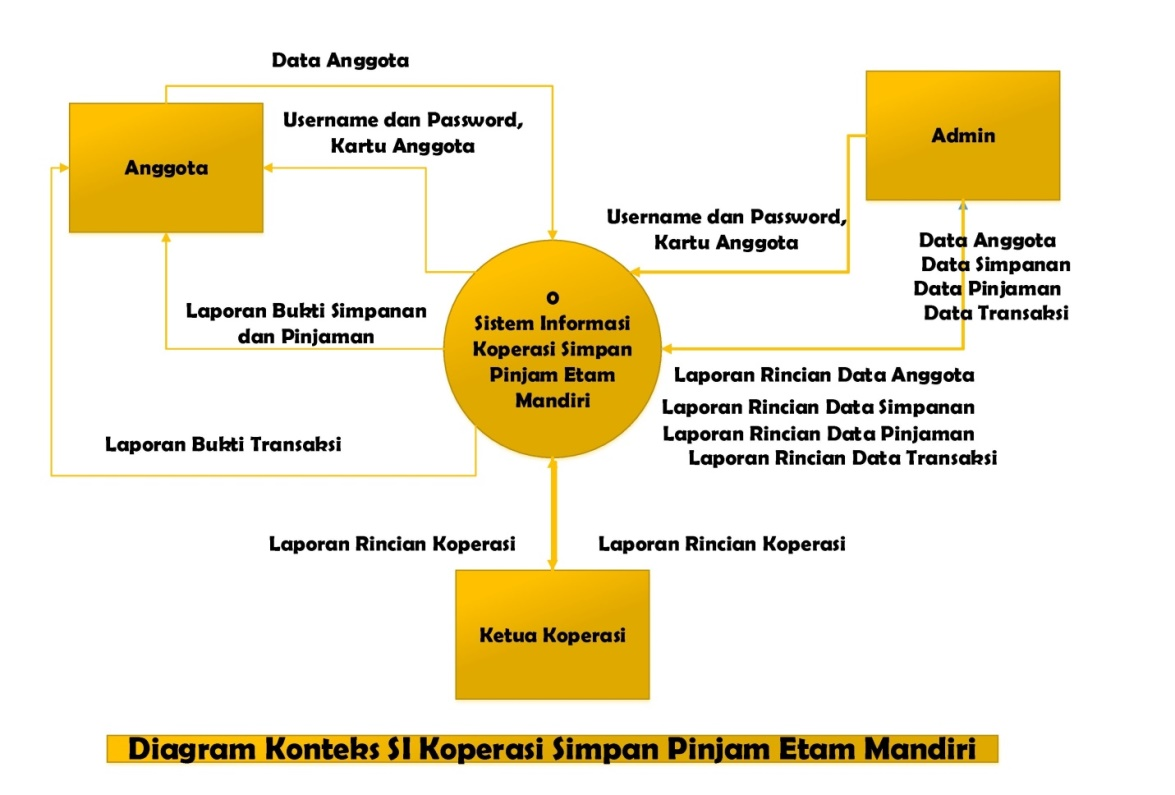 Data Anggota
Username dan Password,
Kartu Anggota
Anggota
Admin
Username dan Password,
Kartu Anggota
Data Anggota
Data Simpanan
Data Pinjaman
Data Transaksi
Laporan Bukti Simpanan
dan Pinjaman
0
Sistem Informasi
Koperasi Simpan
Pinjam Etam
Mandiri
Laporan Rincian Data Anggota
Laporan Rincian Data Simpanan
Laporan Rincian Data Pinjaman
Laporan Rincian Data Transaksi
Laporan Bukti Transaksi
Laporan Rincian Koperasi
Laporan Rincian Koperasi
Ketua Koperasi
Diagram Konteks SI Koperasi Simpan Pinjam Etam Mandiri